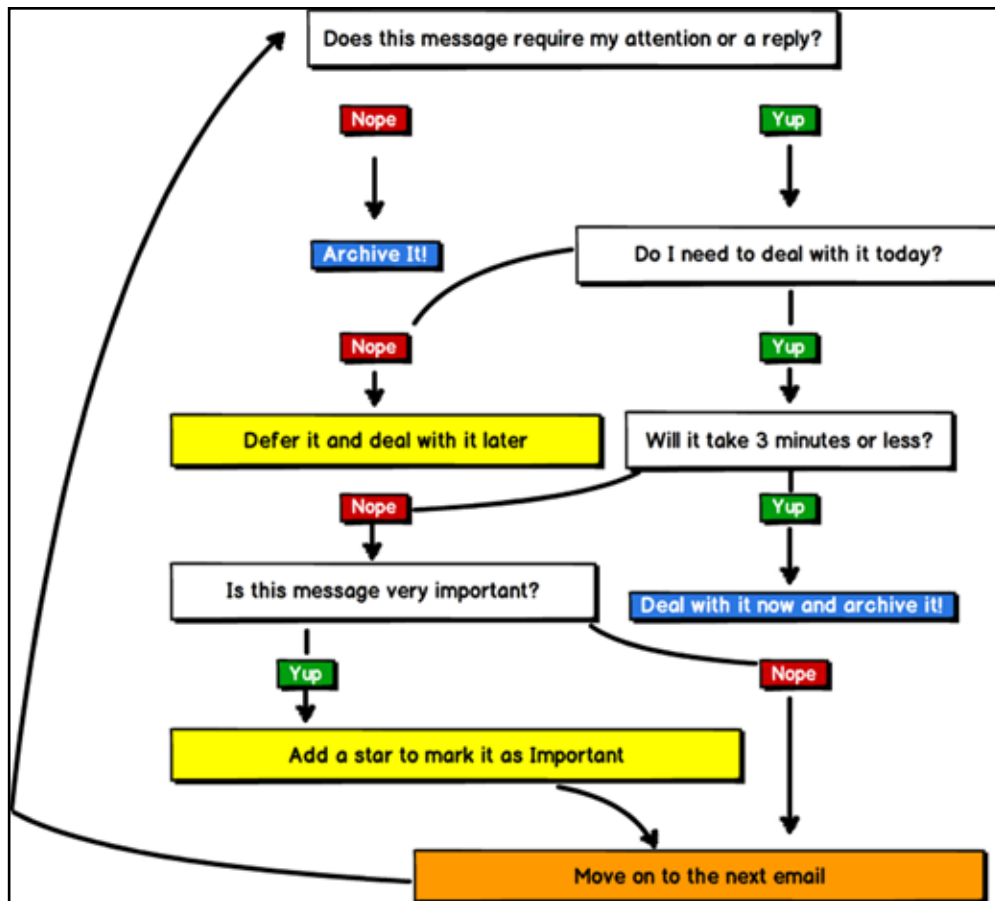 Does this message require my attention or a reply?
Nope
Yup
Archive It!
Do I need to deal with it today?
Nope
Yup
Defer it and deal with it later
Will it take 3 minutes or less?
Nope
Yup
Is this message very important?
Deal with it now and archive it!
Yup
Nope
Add a star to mark it as Important
Move on to the next email